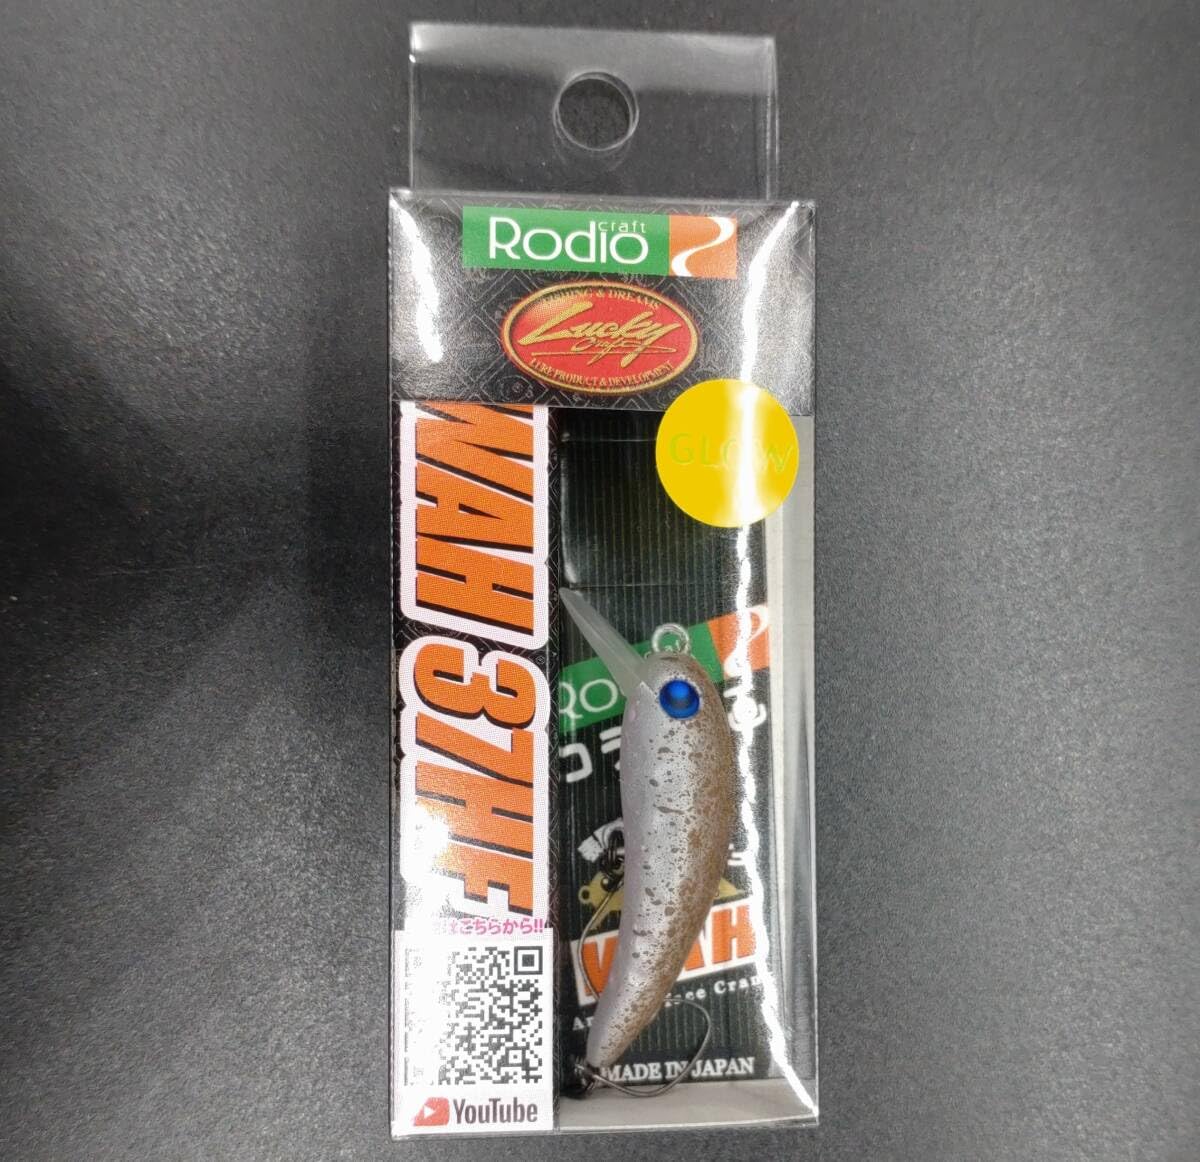 craft
Rodio
FISHING & DREAMS
Lucky
Craft
LURE PRODUCT & DEVELOPMENT
GLOW
WAH 37HF
こちらから!!
YouTube
MADE IN JAPAN